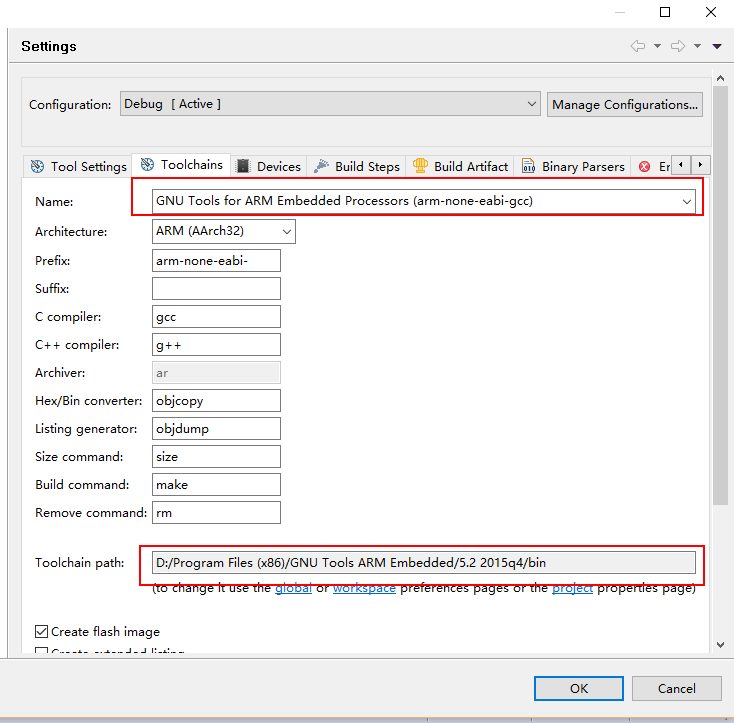 Settings
Configuration: Debug [ Active ] Manage Configurations...
Tool Settings Toolchains Devices Build Steps Build Artifact Binary Parsers Er
Name: GNU Tools for ARM Embedded Processors (arm-none-eabi-gcc)
Architecture: ARM (AArch32)
Prefix: arm-none-eabi-
Suffix:
C compiler: gcc
C++ compiler: g++
Archiver: ar
Hex/Bin converter: objcopy
Listing generator: objdump
Size command: size
Build command: make
Remove command: rm
Toolchain path: D:/Program Files (x86)/GNU Tools ARM Embedded/5.2 2015q4/bin
(to change it use the global or workspace preferences pages or the project properties page)
Create flash image
Create extended listing
OK Cancel